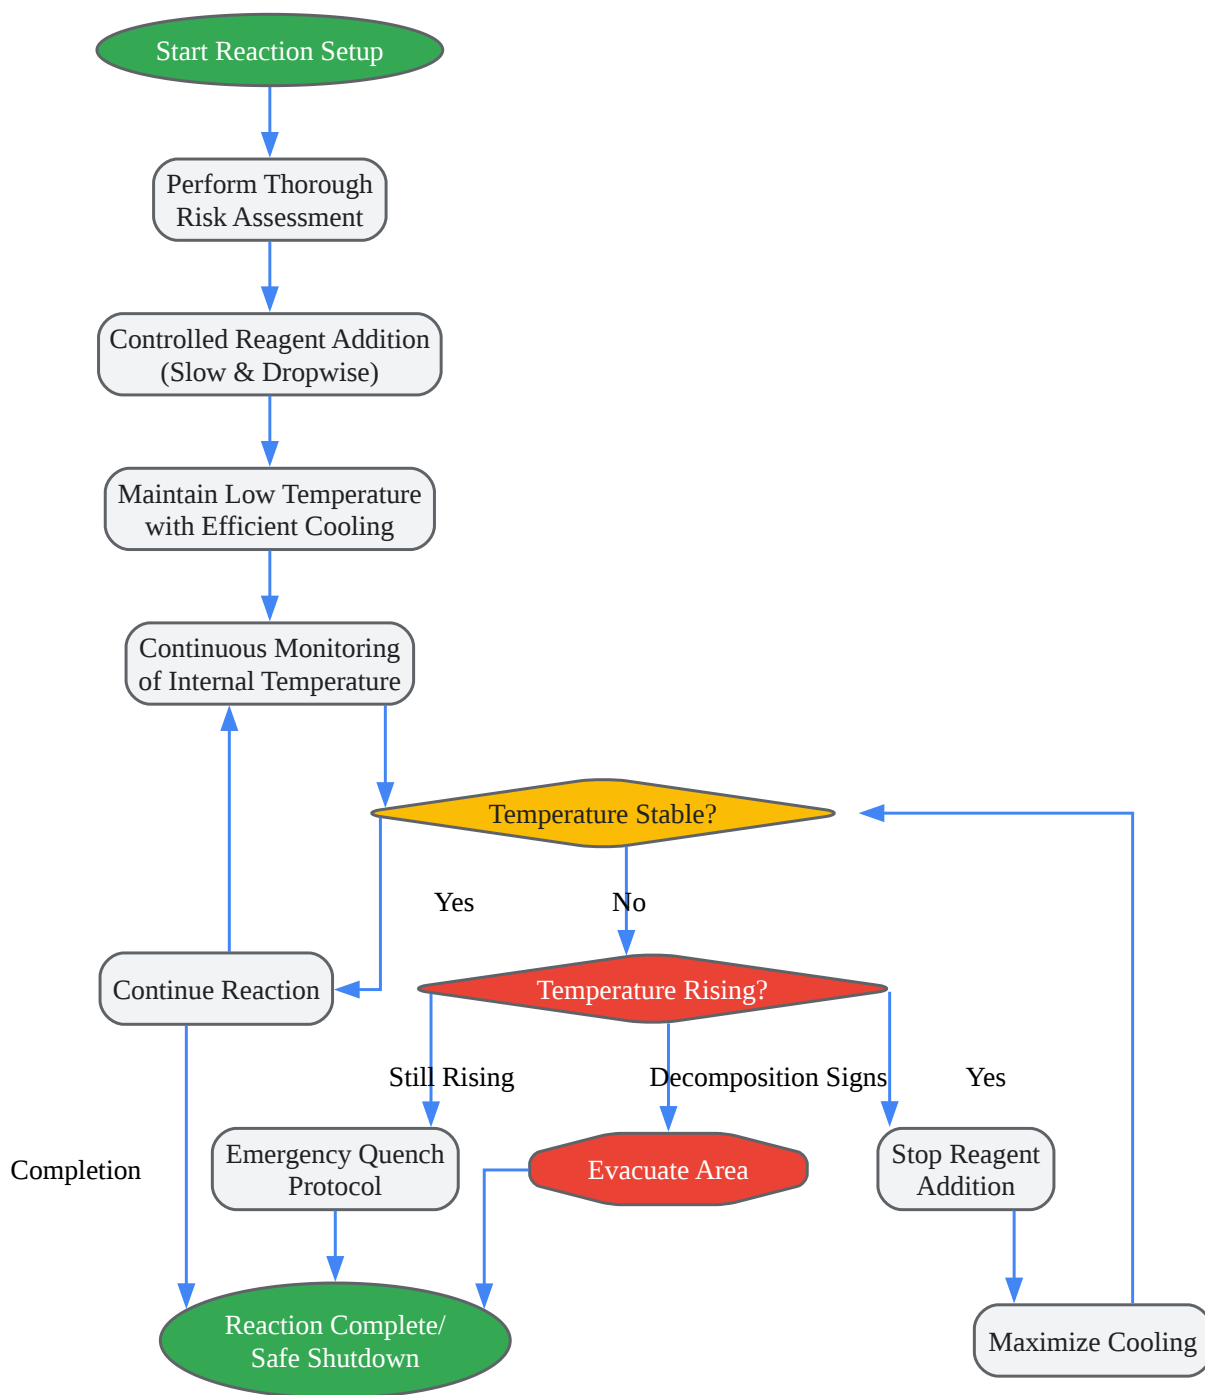 Start Reaction Setup
Perform Thorough
Risk Assessment
Controlled Reagent Addition
(Slow & Dropwise)
Maintain Low Temperature
with Efficient Cooling
Continuous Monitoring
of Internal Temperature
Temperature Stable?
Yes
No
Continue Reaction
Temperature Rising?
Still Rising
Decomposition Signs
Yes
Completion
Emergency Quench
Protocol
Evacuate Area
Stop Reagent
Addition
Reaction Complete/
Safe Shutdown
Maximize Cooling